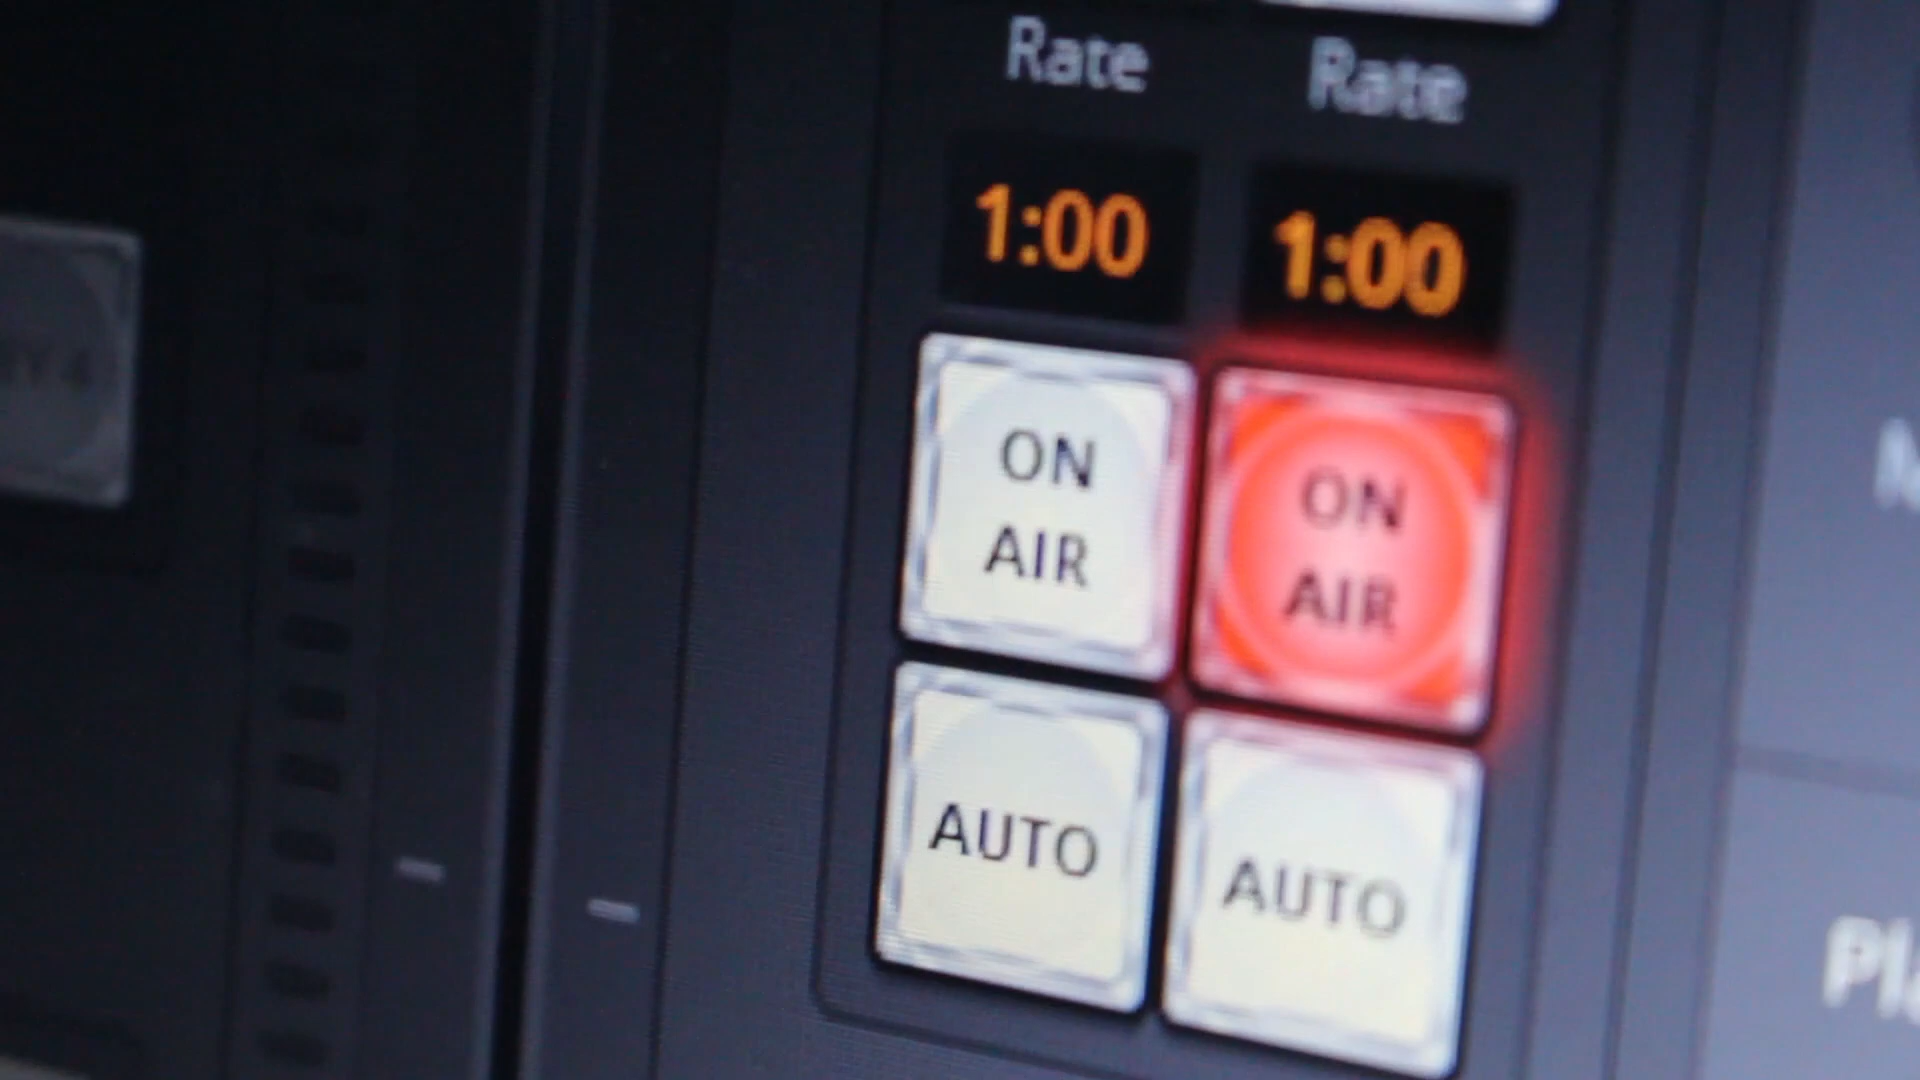 Rate Rate
1:00 1:00
ON ON
AIR AIR
AUTO AUTO